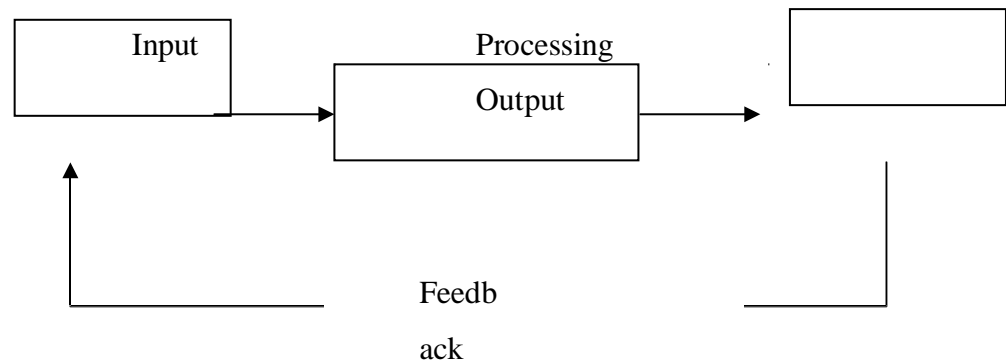 Input
Processing
Output
Feedb
ack